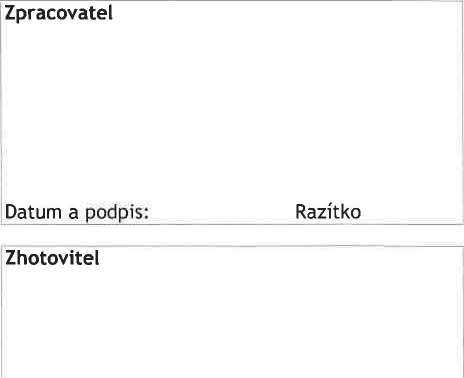 Zpracovatel
Datum a podpis: Razítko
Zhotovitel